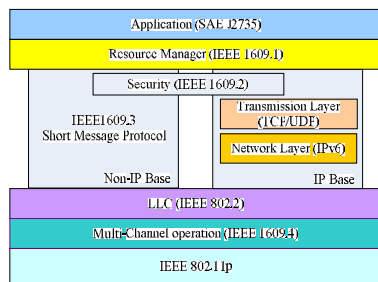 Application (SAE J2735)
Resource Manager (IEEE 1609.1)
Security (IEEE 1609.2)
IEEE1609.3
Short Message Protocol
Transmission Layer
(TCP/UDP)
Network Layer (IPv6)
Non-IP Base
IP Base
LLC (IEEE 802.2)
Multi-Channel operation (IEEE 1609.4)
IEEE 802.11p